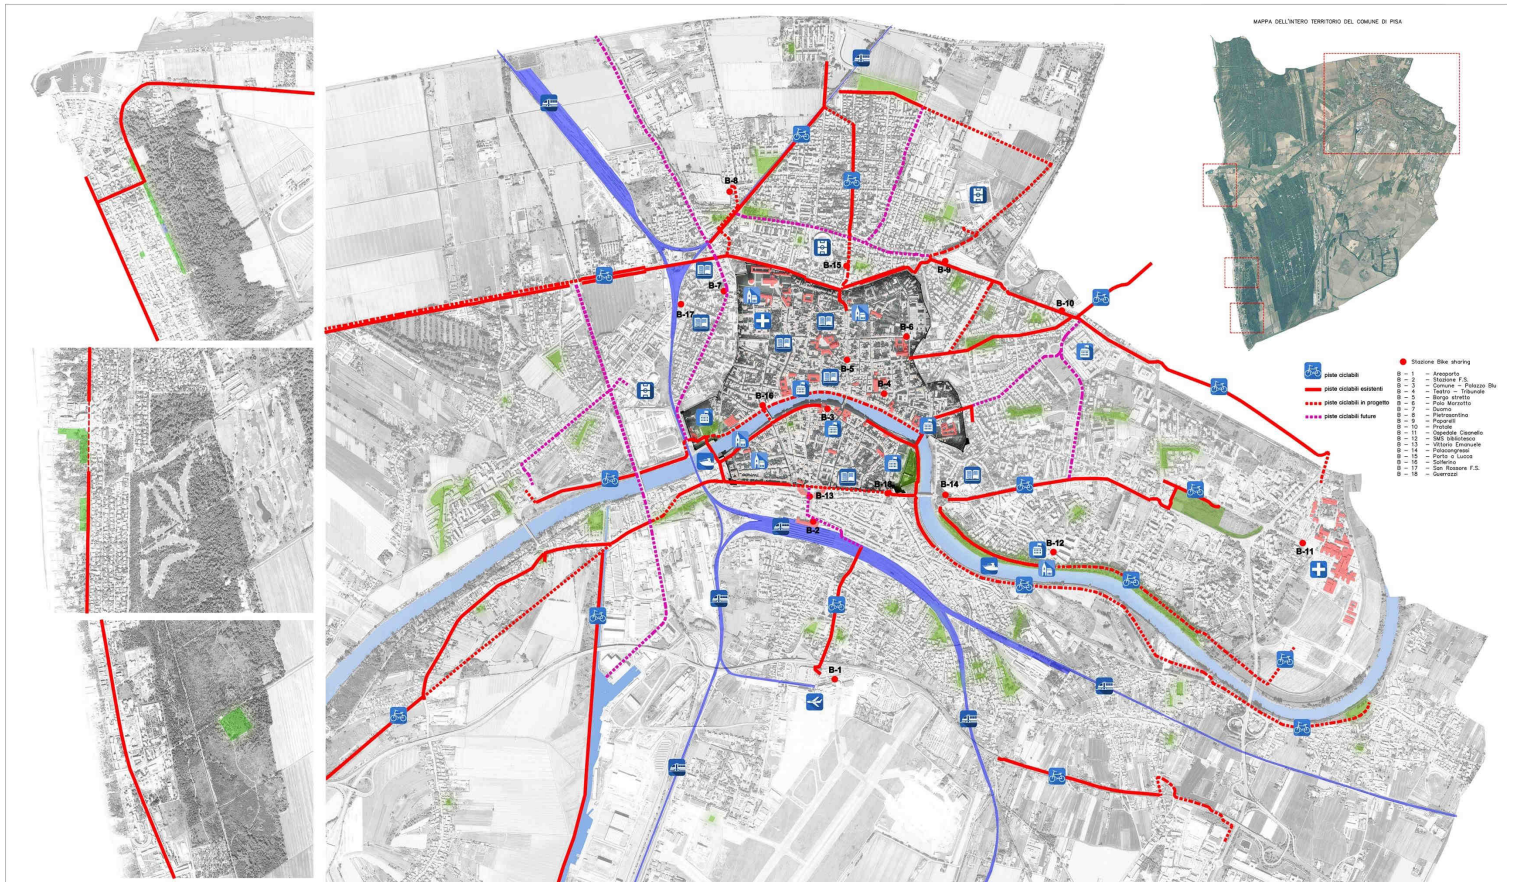 MAPPA DELL'INTERO TERRITORIO DEL COMUNE DI PISA
B-8
B-15
B-9
B-7
B-17
B-10
B-6
B-5
B-4
B-16
B-3
B-18
B-13
B-14
B-2
B-12
B-11
B-1
piste ciclabili
piste ciclabili esistenti
piste ciclabili in progetto
piste ciclabili future
Stazione Bike sharing
B - 1 - Areoporto
B - 2 - Stazione F.S.
B - 3 - Comune - Palazzo Blu
B - 4 - Teatro - Tribunale
B - 5 - Borgo stretto
B - 6 - Polo Marzotto
B - 7 - Duomo
B - 8 - Pietrasantina
B - 9 - Paparelli
B - 10 - Pratale
B - 11 - Ospedale Cisanello
B - 12 - SMS biblioteca
B - 13 - Vittorio Emanuele
B - 14 - Palacongressi
B - 15 - Porta a Lucca
B - 16 - Solferino
B - 17 - San Rossore F.S.
B - 18 - Guerrazzi